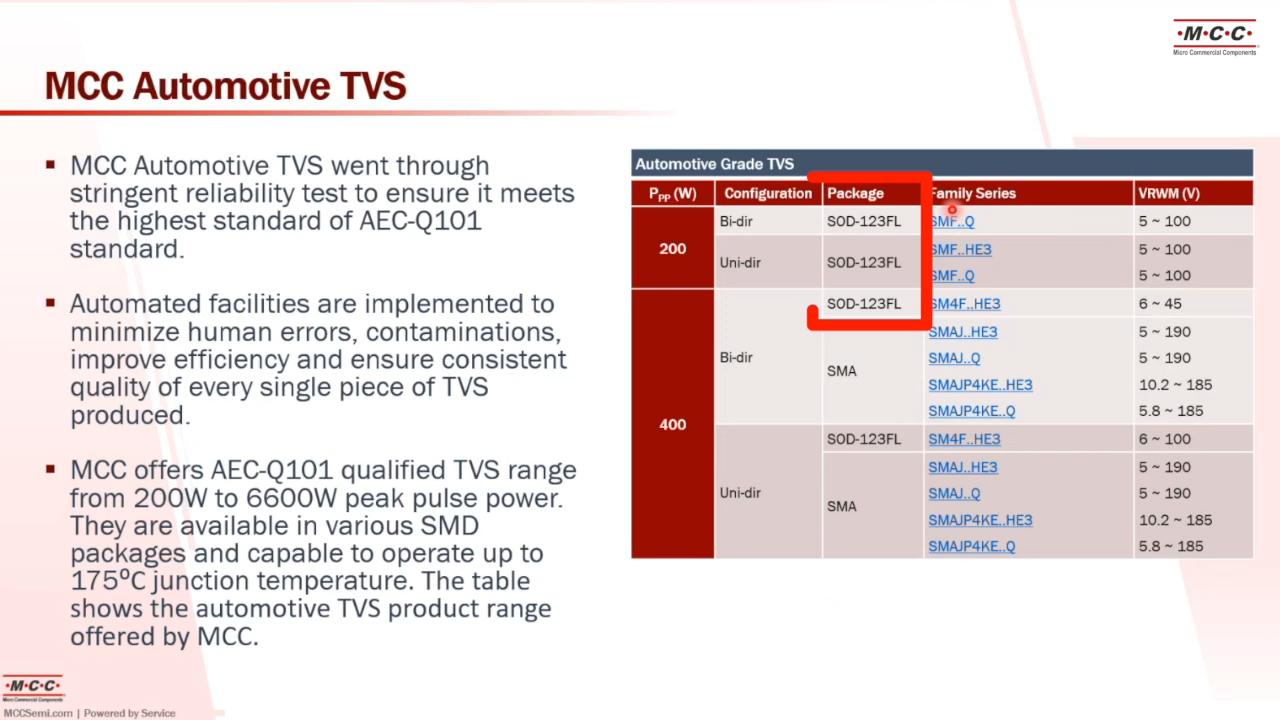 ·M·C·C·
Micro Commercial Components
MCC Automotive TVS
▪ MCC Automotive TVS went through
stringent reliability test to ensure it meets
the highest standard of AEC-Q101
standard.
▪ Automated facilities are implemented to
minimize human errors, contaminations,
improve efficiency and ensure consistent
quality of every single piece of TVS
produced.
▪ MCC offers AEC-Q101 qualified TVS range
from 200W to 6600W peak pulse power.
They are available in various SMD
packages and capable to operate up to
175ºC junction temperature. The table
shows the automotive TVS product range
offered by MCC.
Automotive Grade TVS
PPP (W) Configuration Package Family Series VRWM (V)
200 Bi-dir SOD-123FL SMF..Q 5 ~ 100
Uni-dir SOD-123FL SMF..HE3 5 ~ 100
SMF..Q 5 ~ 100
400 Bi-dir SOD-123FL SM4F..HE3 6 ~ 45
SMA SMAJ..HE3 5 ~ 190
SMAJ..Q 5 ~ 190
SMAJP4KE..HE3 10.2 ~ 185
SMAJP4KE..Q 5.8 ~ 185
Uni-dir SOD-123FL SM4F..HE3 6 ~ 100
SMA SMAJ..HE3 5 ~ 190
SMAJ..Q 5 ~ 190
SMAJP4KE..HE3 10.2 ~ 185
SMAJP4KE..Q 5.8 ~ 185
·M·C·C·
Micro Commercial Components
MCCSemi.com | Powered by Service